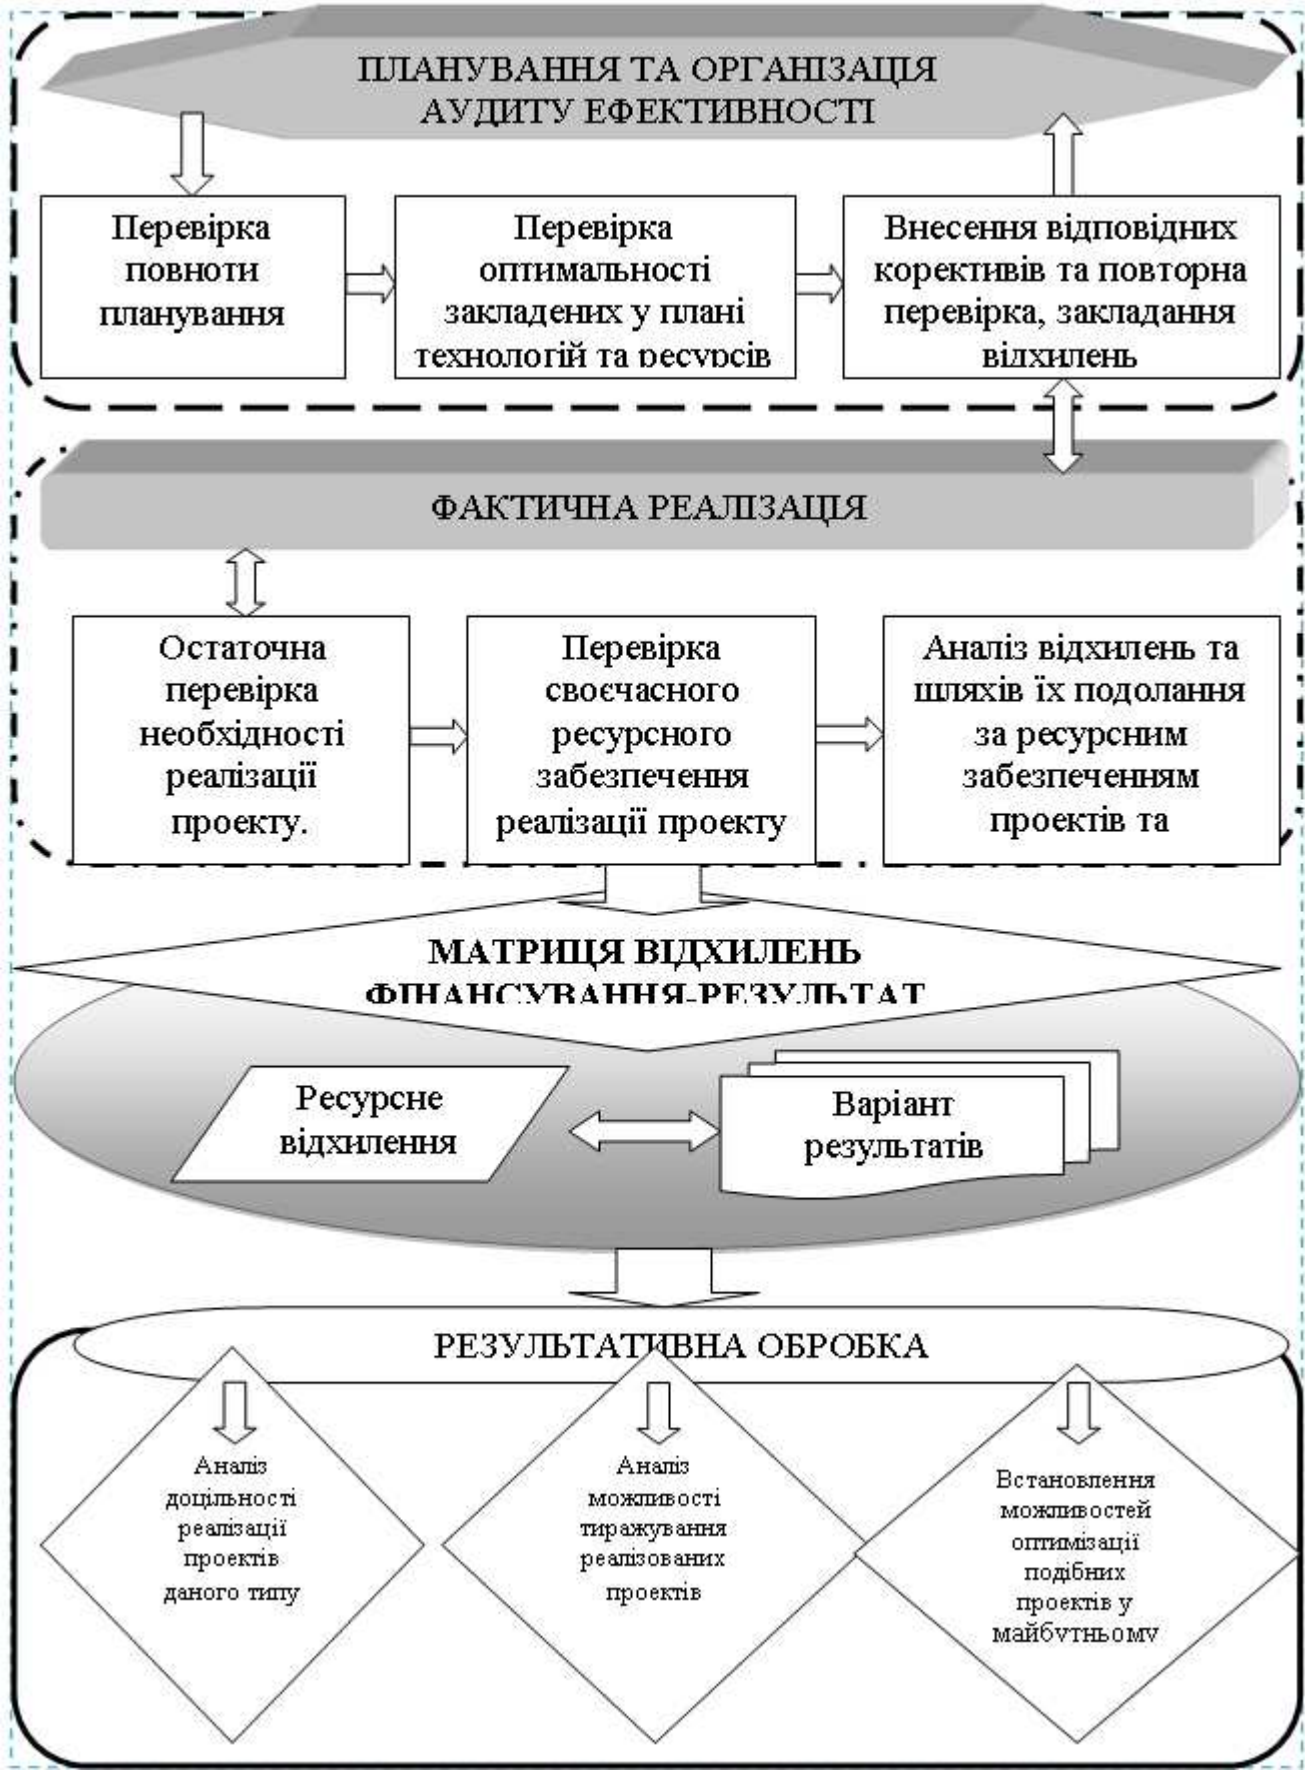 ПЛАНУВАННЯ ТА ОРГАНІЗАЦІЯ
АУДИТУ ЕФЕКТИВНОСТІ
Перевірка
повноти
планування
Перевірка
оптимальності
закладених у плані
технологій та ресурсів
Внесення відповідних
корективів та повторна
перевірка, закладання
відхилень
ФАКТИЧНА РЕАЛІЗАЦІЯ
Остаточна
перевірка
необхідності
реалізації
проекту.
Перевірка
своєчасного
ресурсного
забезпечення
реалізації проекту
Аналіз відхилень та
шляхів їх подолання
за ресурсним
забезпеченням
проектів та
МАТРИЦЯ ВІДХИЛЕНЬ
ФІНАНСУВАННЯ-РЕЗУЛЬТАТ
Ресурсне
відхилення
Варіант
результатів
РЕЗУЛЬТАТИВНА ОБРОБКА
Аналіз
доцільності
реалізації
проектів
даного типу
Аналіз
можливості
тиражування
реалізованих
проектів
Встановлення
можливостей
оптимізації
подібних
проектів у
майбутньому